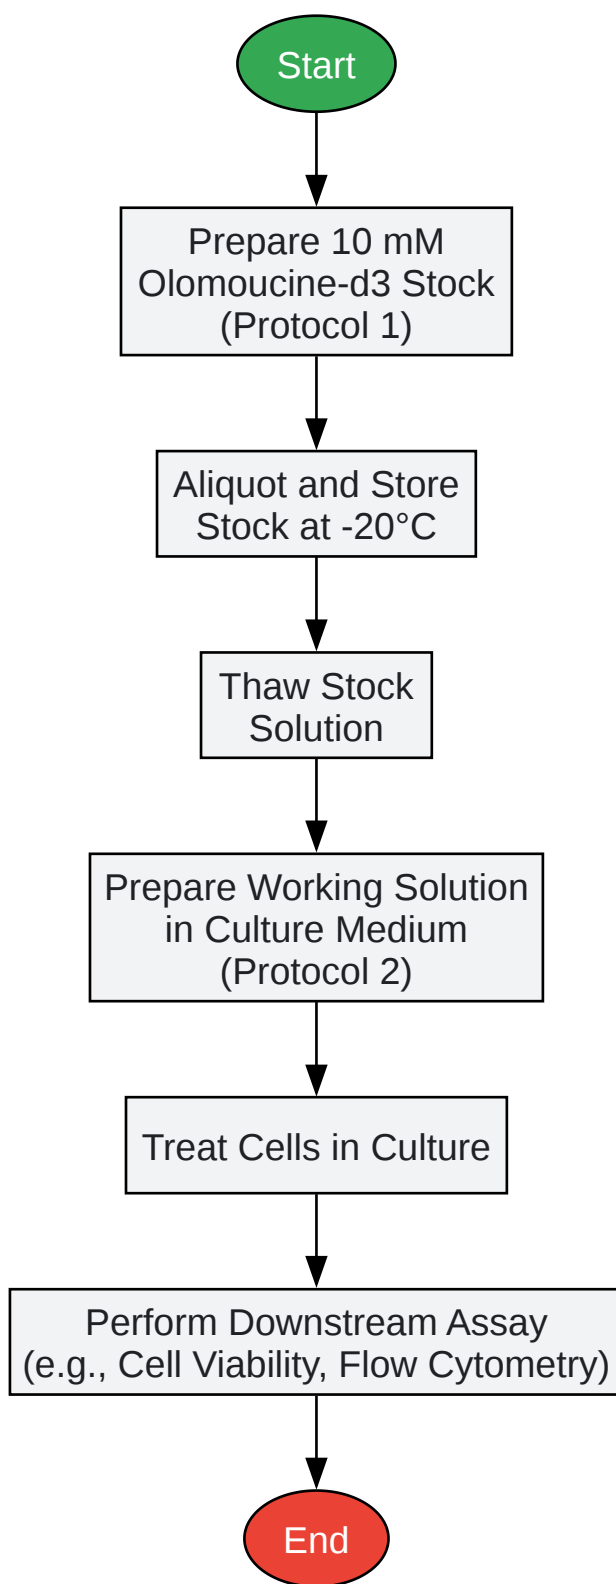 Start
Prepare 10 mM
Olomoucine-d3 Stock
(Protocol 1)
Aliquot and Store
Stock at -20°C
Thaw Stock
Solution
Prepare Working Solution
in Culture Medium
(Protocol 2)
Treat Cells in Culture
Perform Downstream Assay
(e.g., Cell Viability, Flow Cytometry)
End